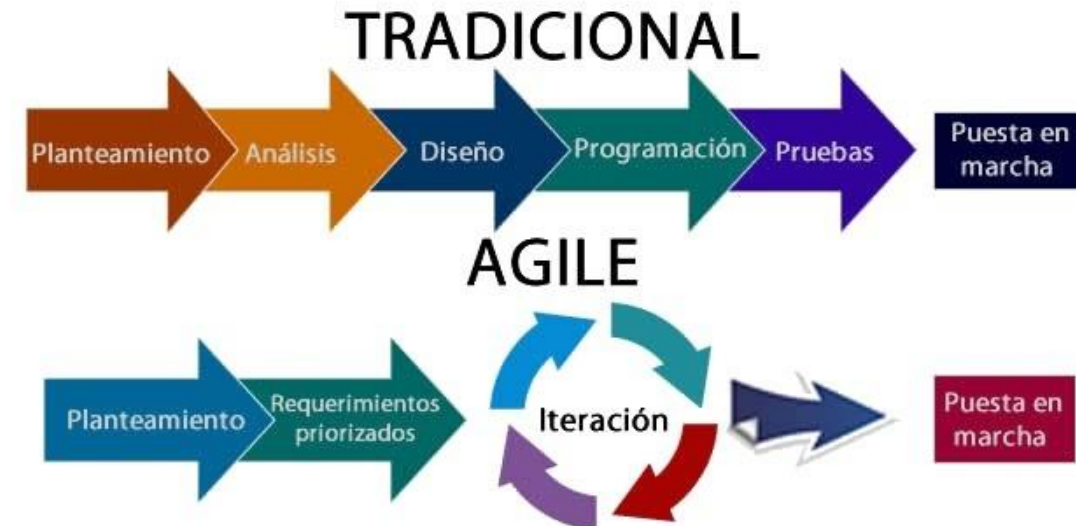 TRADICIONAL
Planteamiento
Análisis
Diseño
Programación
Pruebas
Puesta en
marcha
AGILE
Planteamiento
Requerimientos
priorizados
Iteración
Puesta en
marcha